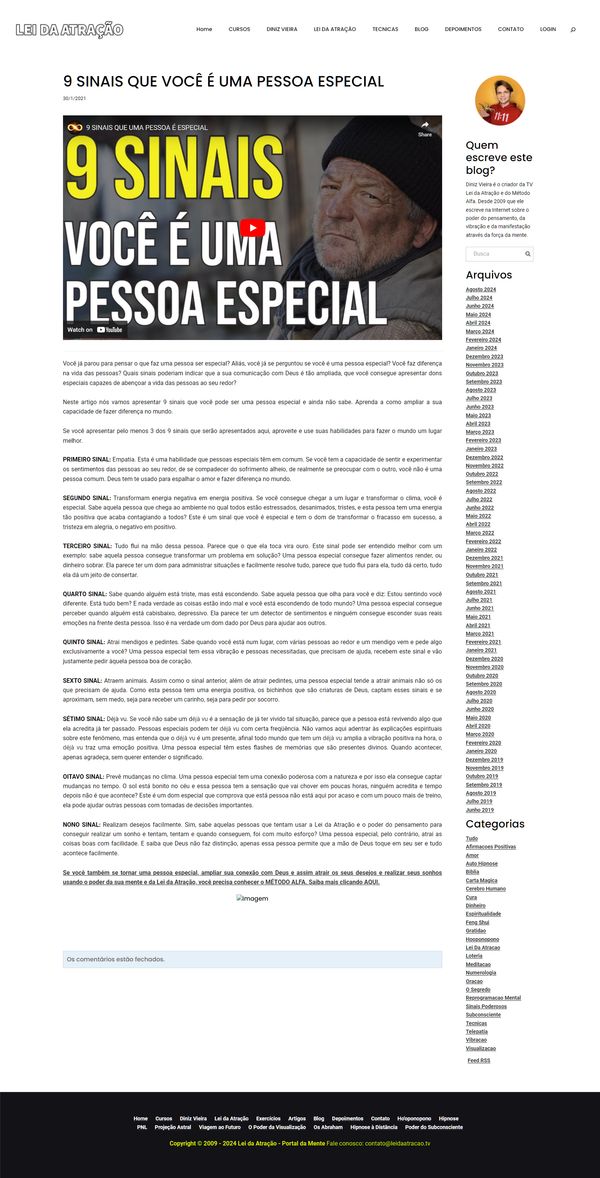 LEI DA ATRAÇÃO
Home CURSOS DINIZ VIEIRA LEI DA ATRAÇÃO TECNICAS BLOG DEPOIMENTOS CONTATO LOGIN
9 SINAIS QUE VOCÊ É UMA PESSOA ESPECIAL
30/1/2021
9 SINAIS QUE UMA PESSOA É ESPECIAL
Share
9 SINAIS
VOCÊ É UMA
PESSOA ESPECIAL
Watch on YouTube
Você já parou para pensar o que faz uma pessoa ser especial? Aliás, você já se perguntou se você é uma pessoa especial? Você faz diferença
na vida das pessoas? Quais sinais poderiam indicar que a sua comunicação com Deus é tão ampliada, que você consegue apresentar dons
especiais capazes de abençoar a vida das pessoas ao seu redor?
Neste artigo nós vamos apresentar 9 sinais que você pode ser uma pessoa especial e ainda não sabe. Aprenda a como ampliar a sua
capacidade de fazer diferença no mundo.
Se você apresentar pelo menos 3 dos 9 sinais que serão apresentados aqui, aproveite e use suas habilidades para fazer o mundo um lugar
melhor.
PRIMEIRO SINAL: Empatia. Esta é uma habilidade que pessoas especiais têm em comum. Se você tem a capacidade de sentir e experimentar
os sentimentos das pessoas ao seu redor, de se compadecer do sofrimento alheio, de realmente se preocupar com o outro, você não é uma
pessoa comum. Deus tem te usado para espalhar o amor e fazer diferença no mundo.
SEGUNDO SINAL: Transformam energia negativa em energia positiva. Se você consegue chegar a um lugar e transformar o clima, você é
especial. Sabe aquela pessoa que chega ao ambiente no qual todos estão estressados, desanimados, tristes, e esta pessoa tem uma energia
tão positiva que acaba contagiando a todos? Este é um sinal que você é especial e tem o dom de transformar o fracasso em sucesso, a
tristeza em alegria, o negativo em positivo.
TERCEIRO SINAL: Tudo flui na mão dessa pessoa. Parece que o que ela toca vira ouro. Este sinal pode ser entendido melhor com um
exemplo: sabe aquela pessoa consegue transformar um problema em solução? Uma pessoa especial consegue fazer alimentos render, ou
dinheiro sobrar. Ela parece ter um dom para administrar situações e facilmente resolve tudo, parece que tudo flui para ela, tudo dá certo, tudo
ela dá um jeito de consertar.
QUARTO SINAL: Sabe quando alguém está triste, mas está escondendo. Sabe aquela pessoa que olha para você e diz: Estou sentindo você
diferente. Está tudo bem? E nada verdade as coisas estão indo mal e você está escondendo de todo mundo? Uma pessoa especial consegue
perceber quando alguém está cabisbaixo, depressivo. Ela parece ter um detector de sentimentos e ninguém consegue esconder suas reais
emoções na frente desta pessoa. Isso é na verdade um dom dado por Deus para ajudar aos outros.
QUINTO SINAL: Atrai mendigos e pedintes. Sabe quando você está num lugar, com várias pessoas ao redor e um mendigo vem e pede algo
exclusivamente a você? Uma pessoa especial tem essa vibração e pessoas necessitadas, que precisam de ajuda, recebem este sinal e vão
justamente pedir àquela pessoa boa de coração.
SEXTO SINAL: Atraem animais. Assim como o sinal anterior, além de atrair pedintes, uma pessoa especial tende a atrair animais não só os
que precisam de ajuda. Como esta pessoa tem uma energia positiva, os bichinhos que são criaturas de Deus, captam esses sinais e se
aproximam, sem medo, seja para receber um carinho, seja para pedir por socorro.
SÉTIMO SINAL: Déjà vu. Se você não sabe um déjà vu é a sensação de já ter vivido tal situação, parece que a pessoa está revivendo algo que
ela acredita já ter passado. Pessoas especiais podem ter déjà vu com certa freqüência. Não vamos aqui adentrar às explicações espirituais
sobre este fenômeno, mas entenda que o déjà vu é um presente, afinal todo mundo que tem um déjà vu amplia a vibração positiva na hora, o
déjà vu traz uma emoção positiva. Uma pessoa especial têm estes flashes de memórias que são presentes divinos. Quando acontecer,
apenas agradeça, sem querer entender o significado.
OITAVO SINAL: Prevê mudanças no clima. Uma pessoa especial tem uma conexão poderosa com a natureza e por isso ela consegue captar
mudanças no tempo. O sol está bonito no céu e essa pessoa tem a sensação que vai chover em poucas horas, ninguém acredita e tempo
depois não é que acontece? Este é um dom especial que comprova que está pessoa não está aqui por acaso e com um pouco mais de treino,
ela pode ajudar outras pessoas com tomadas de decisões importantes.
NONO SINAL: Realizam desejos facilmente. Sim, sabe aquelas pessoas que tentam usar a Lei da Atração e o poder do pensamento para
conseguir realizar um sonho e tentam, tentam e quando conseguem, foi com muito esforço? Uma pessoa especial, pelo contrário, atrai as
coisas boas com facilidade. E saiba que Deus não faz distinção, apenas essa pessoa permite que a mão de Deus toque em seu ser e tudo
acontece facilmente.
Se você também se tornar uma pessoa especial, ampliar sua conexão com Deus e assim atrair os seus desejos e realizar seus sonhos
usando o poder da sua mente e da Lei da Atração, você precisa conhecer o MÉTODO ALFA. Saiba mais clicando AQUI.
Imagem
Os comentários estão fechados.
11:11
Quem
escreve este
blog?
Diniz Vieira é o criador da TV
Lei da Atração e do Método
Alfa. Desde 2009 que ele
escreve na Internet sobre o
poder do pensamento, da
vibração e da manifestação
através da força da mente.
Busca
Arquivos
Agosto 2024
Julho 2024
Junho 2024
Maio 2024
Abril 2024
Março 2024
Fevereiro 2024
Janeiro 2024
Dezembro 2023
Novembro 2023
Outubro 2023
Setembro 2023
Agosto 2023
Julho 2023
Junho 2023
Maio 2023
Abril 2023
Março 2023
Fevereiro 2023
Janeiro 2023
Dezembro 2022
Novembro 2022
Outubro 2022
Setembro 2022
Agosto 2022
Julho 2022
Junho 2022
Maio 2022
Abril 2022
Março 2022
Fevereiro 2022
Janeiro 2022
Dezembro 2021
Novembro 2021
Outubro 2021
Setembro 2021
Agosto 2021
Julho 2021
Junho 2021
Maio 2021
Abril 2021
Março 2021
Fevereiro 2021
Janeiro 2021
Dezembro 2020
Novembro 2020
Outubro 2020
Setembro 2020
Agosto 2020
Julho 2020
Junho 2020
Maio 2020
Abril 2020
Março 2020
Fevereiro 2020
Janeiro 2020
Dezembro 2019
Novembro 2019
Outubro 2019
Setembro 2019
Agosto 2019
Julho 2019
Junho 2019
Categorias
Tudo
Afirmacoes Positivas
Amor
Auto Hipnose
Biblia
Carta Magica
Cerebro Humano
Cura
Dinheiro
Espiritualidade
Feng Shui
Gratidao
Hooponopono
Lei Da Atracao
Loteria
Meditacao
Numerologia
Oracao
O Segredo
Reprogramacao Mental
Sinais Poderosos
Subconsciente
Tecnicas
Telepatia
Vibracao
Visualizacao
Feed RSS
Home Cursos Diniz Vieira Lei da Atração Exercícios Artigos Blog Depoimentos Contato Ho'oponopono Hipnose
PNL Projeção Astral Viagem ao Futuro O Poder da Visualização Os Abraham Hipnose à Distância Poder do Subconsciente
Copyright © 2009 - 2024 Lei da Atração - Portal da Mente Fale conosco: contato@leidaatracao.tv